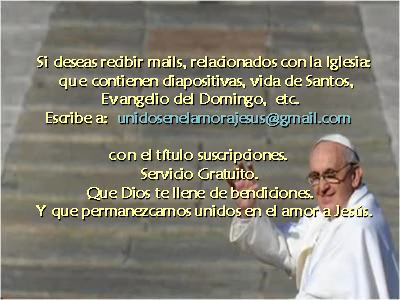 Si deseas recibir mails, relacionados con la Iglesia:
que contienen diapositivas, vida de Santos,
Evangelio del Domingo, etc.
Escribe a: unidosenelamorajesus@gmail.com
con el título suscripciones.
Servicio Gratuito.
Que Dios te llene de bendiciones.
Y que permanezcamos unidos en el amor a Jesús.